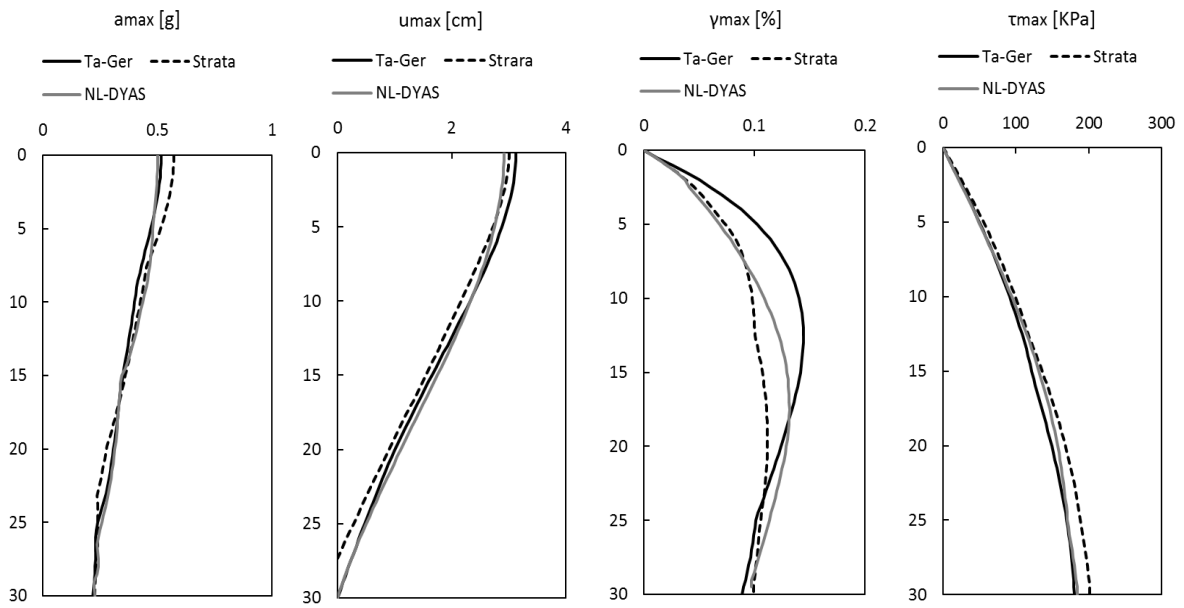 amax [g]
Ta-Ger Strata
NL-DYAS
0 0.5 1
0
5
10
15
20
25
30
umax [cm]
Ta-Ger Strara
NL-DYAS
0 2 4
0
5
10
15
20
25
30
γmax [%]
Ta-Ger Strata
NL-DYAS
0 0.1 0.2
0
5
10
15
20
25
30
τmax [KPa]
Ta-Ger Strata
NL-DYAS
0 100 200 300
0
5
10
15
20
25
30